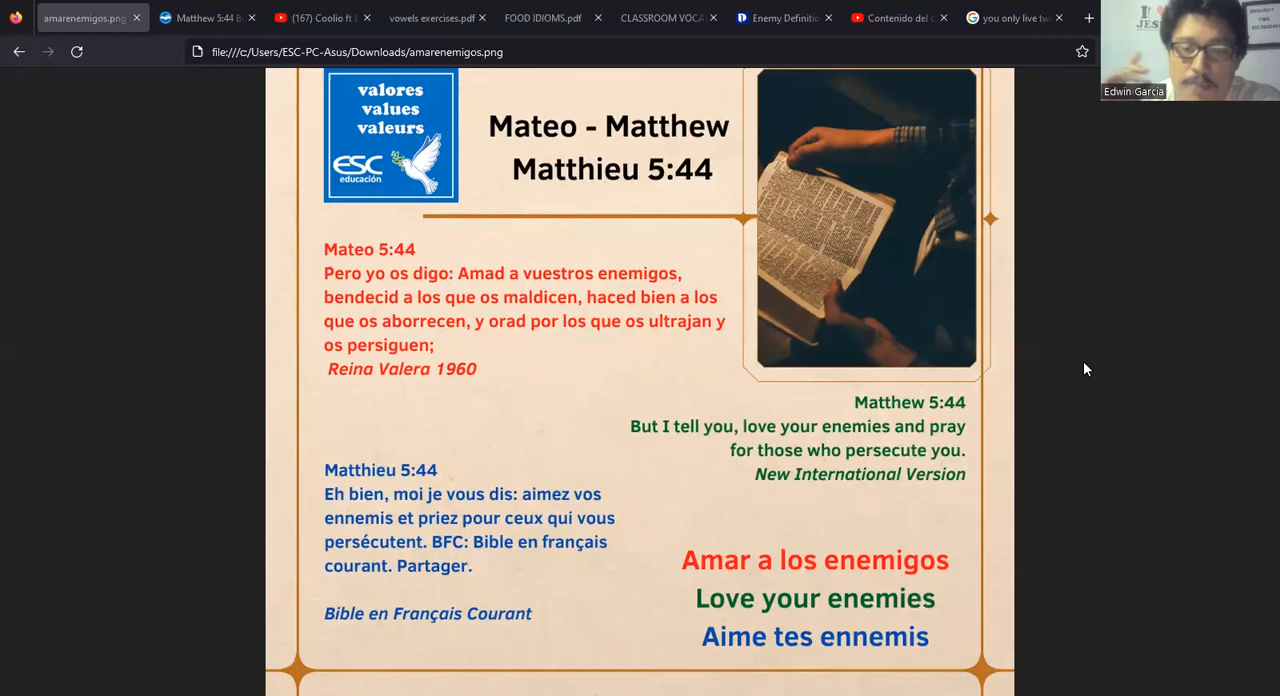 amarenemigos.png
Matthew 5:44 B
(167) Coolio ft
vowels exercises.pdf
FOOD IDIOMS.pdf
CLASSROOM VOCA
Enemy Definitio
Contenido del
you only live tw
file:///c:/Users/ESC-PC-Asus/Downloads/amarenemigos.png
Edwin Garcia
valores
values
valeurs
ESC
educación
Mateo - Matthew
Matthieu 5:44
Mateo 5:44
Pero yo os digo: Amad a vuestros enemigos,
bendecid a los que os maldicen, haced bien a los
que os aborrecen, y orad por los que os ultrajan y
os persiguen;
Reina Valera 1960
Matthew 5:44
But I tell you, love your enemies and pray
for those who persecute you.
New International Version
Matthieu 5:44
Eh bien, moi je vous dis: aimez vos
ennemis et priez pour ceux qui vous
persécutent. BFC: Bible en français
courant. Partager.
Bible en Français Courant
Amar a los enemigos
Love your enemies
Aime tes ennemis